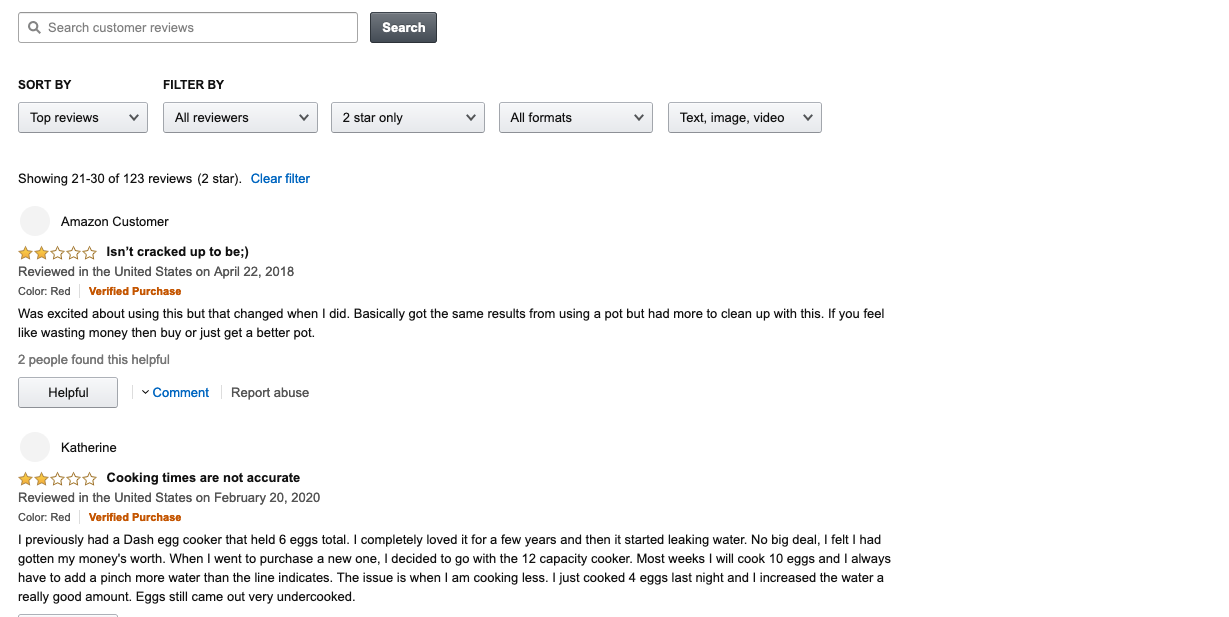 Search customer reviews Search
SORT BY FILTER BY
Top reviews All reviewers 2 star only All formats Text, image, video
Showing 21-30 of 123 reviews (2 star). Clear filter
Amazon Customer
Isn’t cracked up to be;)
Reviewed in the United States on April 22, 2018
Color: Red Verified Purchase
Was excited about using this but that changed when I did. Basically got the same results from using a pot but had more to clean up with this. If you feel
like wasting money then buy or just get a better pot.
2 people found this helpful
Helpful Comment Report abuse
Katherine
Cooking times are not accurate
Reviewed in the United States on February 20, 2020
Color: Red Verified Purchase
I previously had a Dash egg cooker that held 6 eggs total. I completely loved it for a few years and then it started leaking water. No big deal, I felt I had
gotten my money's worth. When I went to purchase a new one, I decided to go with the 12 capacity cooker. Most weeks I will cook 10 eggs and I always
have to add a pinch more water than the line indicates. The issue is when I am cooking less. I just cooked 4 eggs last night and I increased the water a
really good amount. Eggs still came out very undercooked.